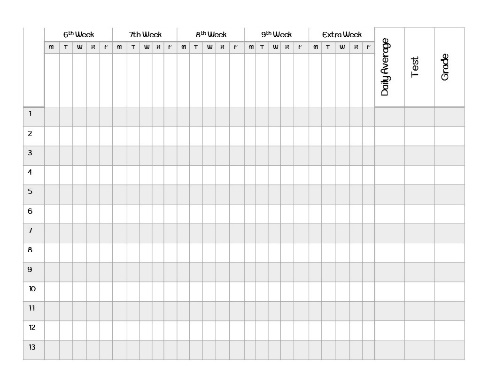 6th Week 7th Week 8th Week 9th Week Extra Week
M T W R F M T W R F M T W R F M T W R F M T W R F
Daily Average
Test
Grade
1
2
3
4
5
6
7
8
9
10
11
12
13